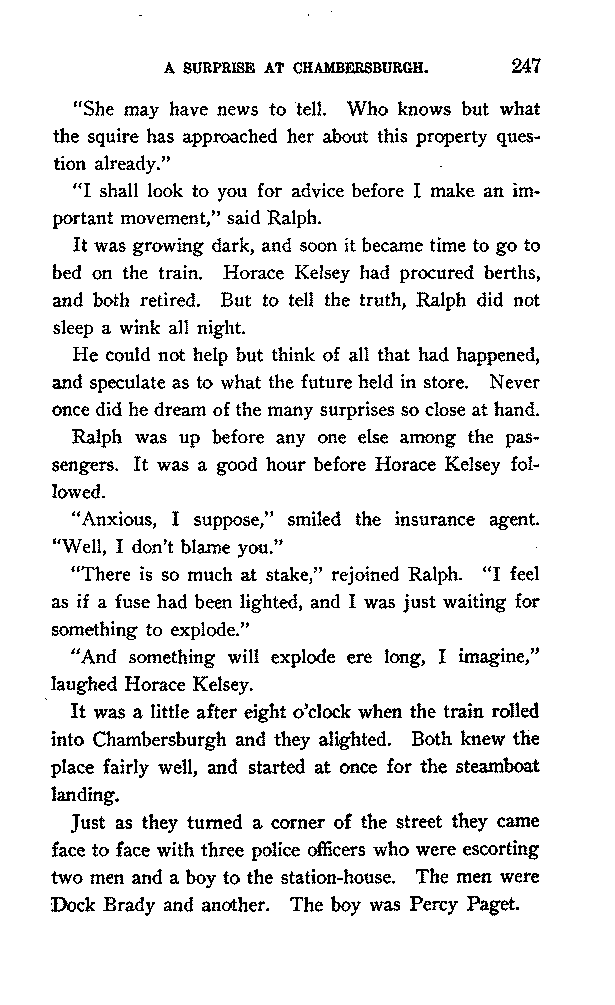 A SURPRISE AT CHAMBERSBURGH. 247
"She may have news to tell. Who knows but what
the squire has approached her about this property ques-
tion already."
"I shall look to you for advice before I make an im-
portant movement," said Ralph.
It was growing dark, and soon it became time to go to
bed on the train. Horace Kelsey had procured berths,
and both retired. But to tell the truth, Ralph did not
sleep a wink all night.
He could not help but think of all that had happened,
and speculate as to what the future held in store. Never
once did he dream of the many surprises so close at hand.
Ralph was up before any one else among the pas-
sengers. It was a good hour before Horace Kelsey fol-
lowed.
"Anxious, I suppose," smiled the insurance agent.
"Well, I don't blame you."
"There is so much at stake," rejoined Ralph. "I feel
as if a fuse had been lighted, and I was just waiting for
something to explode."
"And something will explode ere long, I imagine,"
laughed Horace Kelsey.
It was a little after eight o'clock when the train rolled
into Chambersburgh and they alighted. Both knew the
place fairly well, and started at once for the steamboat
landing.
Just as they turned a corner of the street they came
face to face with three police officers who were escorting
two men and a boy to the station-house. The men were
Dock Brady and another. The boy was Percy Paget.